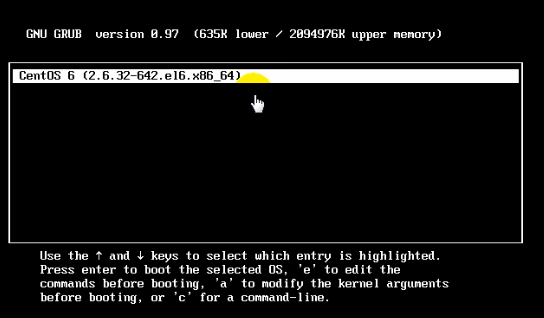 GNU GRUB  version 0.97  (635K lower / 2094976K upper memory)
CentOS 6 (2.6.32-642.el6.x86_64)
Use the ↑ and ↓ keys to select which entry is highlighted.
Press enter to boot the selected OS, 'e' to edit the
commands before booting, 'a' to modify the kernel arguments
before booting, or 'c' for a command-line.